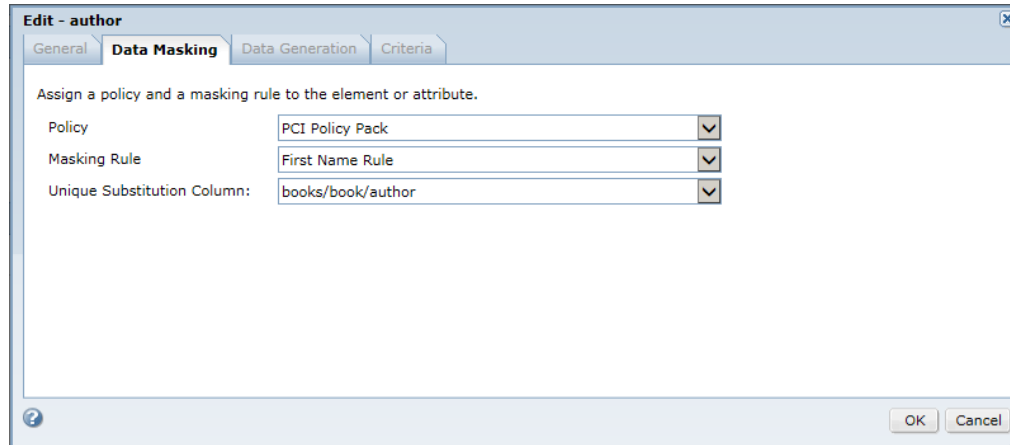 Edit - author
General Data Masking Data Generation Criteria
Assign a policy and a masking rule to the element or attribute.
Policy PCI Policy Pack
Masking Rule First Name Rule
Unique Substitution Column: books/book/author
? OK Cancel